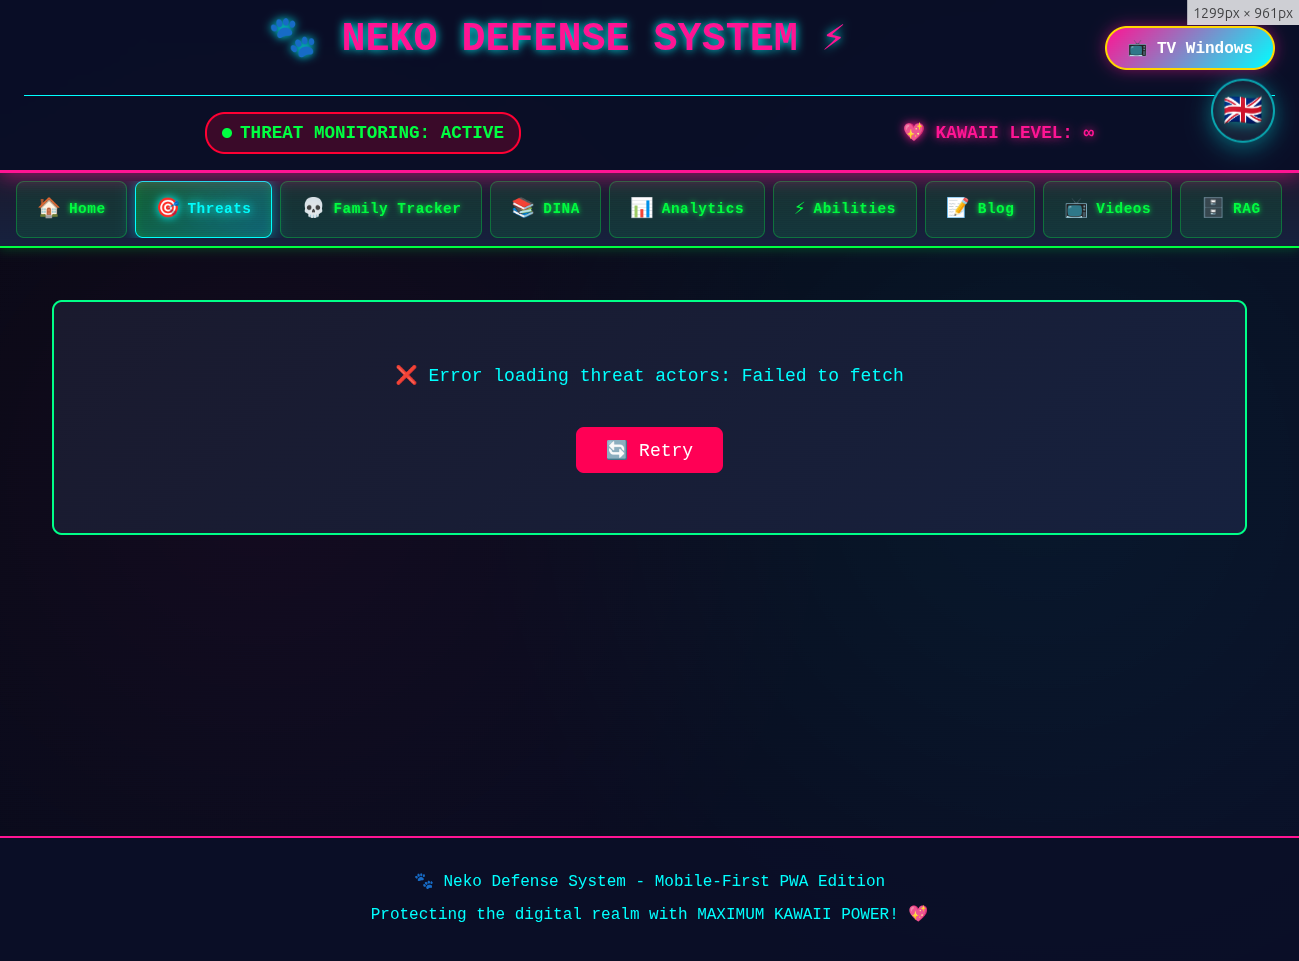 1299px × 961px
🐾 NEKO DEFENSE SYSTEM ⚡
📺 TV Windows
THREAT MONITORING: ACTIVE
💖 KAWAII LEVEL: ∞
🏠 Home
🎯 Threats
💀 Family Tracker
📚 DINA
📊 Analytics
⚡ Abilities
📝 Blog
📺 Videos
🗄️ RAG
❌ Error loading threat actors: Failed to fetch
🔄 Retry
🐾 Neko Defense System - Mobile-First PWA Edition
Protecting the digital realm with MAXIMUM KAWAII POWER! 💖